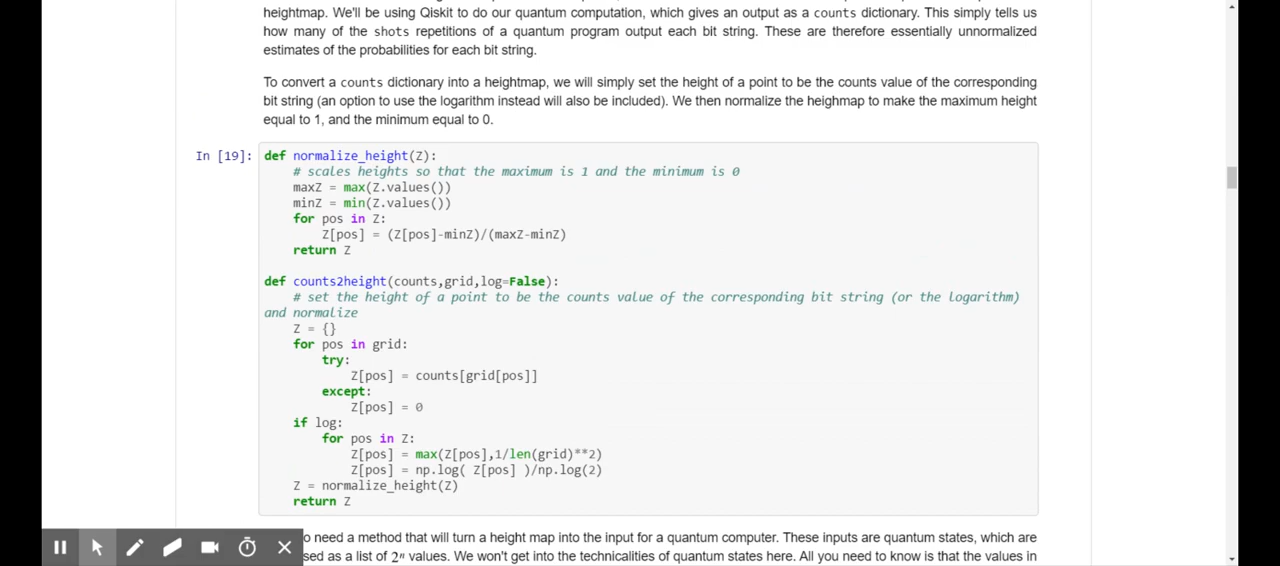 heightmap. We'll be using Qiskit to do our quantum computation, which gives an output as a counts dictionary. This simply tells us
how many of the shots repetitions of a quantum program output each bit string. These are therefore essentially unnormalized
estimates of the probabilities for each bit string.
To convert a counts dictionary into a heightmap, we will simply set the height of a point to be the counts value of the corresponding
bit string (an option to use the logarithm instead will also be included). We then normalize the heighmap to make the maximum height
equal to 1, and the minimum equal to 0.
In [19]: def normalize_height(Z):
# scales heights so that the maximum is 1 and the minimum is 0
maxZ = max(Z.values())
minZ = min(Z.values())
for pos in Z:
Z[pos] = (Z[pos]-minZ)/(maxZ-minZ)
return Z
def counts2height(counts,grid,log=False):
# set the height of a point to be the counts value of the corresponding bit string (or the logarithm)
and normalize
Z = {}
for pos in grid:
try:
Z[pos] = counts[grid[pos]]
except:
Z[pos] = 0
if log:
for pos in Z:
Z[pos] = max(Z[pos],1/len(grid)**2)
Z[pos] = np.log( Z[pos] )/np.log(2)
Z = normalize_height(Z)
return Z
o need a method that will turn a height map into the input for a quantum computer. These inputs are quantum states, which are
sed as a list of 2ⁿ values. We won't get into the technicalities of quantum states here. All you need to know is that the values in